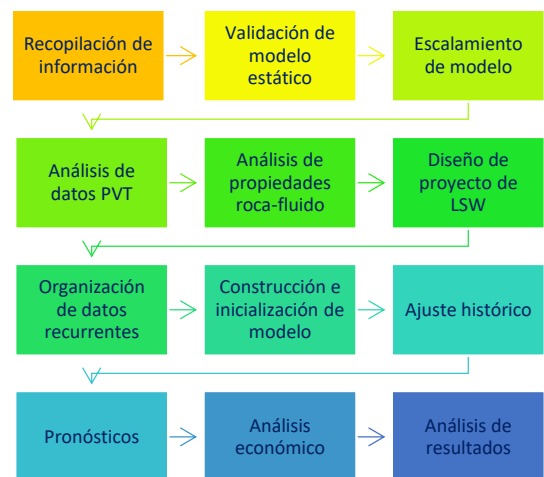 Recopilación de
información
Validación de
modelo
estático
Escalamiento
de modelo
Análisis de
datos PVT
Análisis de
propiedades
roca-fluido
Diseño de
proyecto de
LSW
Organización
de datos
recurrentes
Construcción e
inicialización de
modelo
Ajuste histórico
Pronósticos
Análisis
económico
Análisis de
resultados